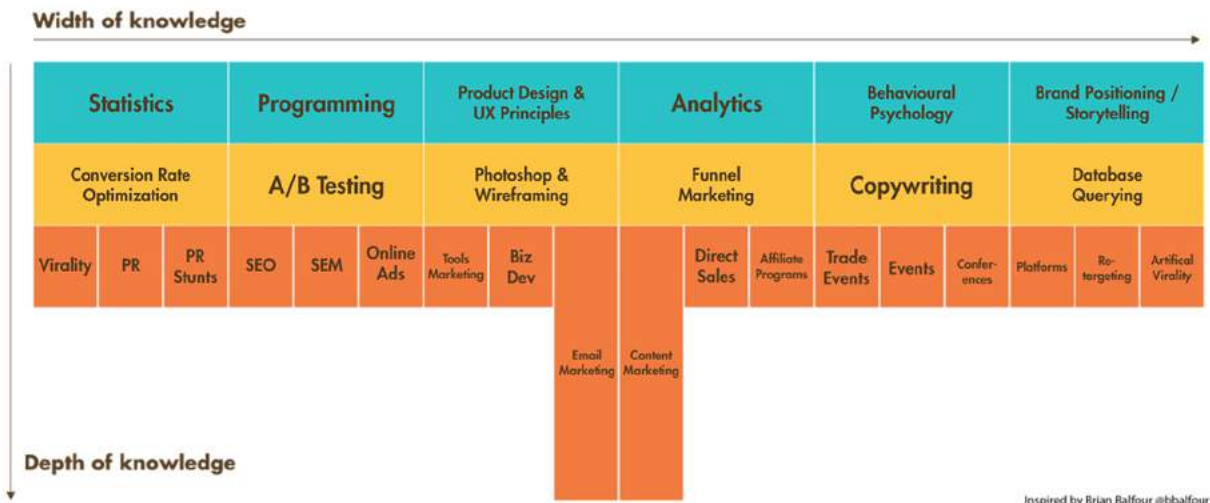 Width of knowledge
Statistics
Programming
Product Design &
UX Principles
Analytics
Behavioural
Psychology
Brand Positioning /
Storytelling
Conversion Rate
Optimization
A/B Testing
Photoshop &
Wireframing
Funnel
Marketing
Copywriting
Database
Querying
Virality
PR
PR
Stunts
SEO
SEM
Online
Ads
Tools
Marketing
Biz
Dev
Email
Marketing
Content
Marketing
Direct
Sales
Affiliate
Programs
Trade
Events
Events
Confer-
ences
Platforms
Re-
targeting
Artifical
Virality
Depth of knowledge
Inspired by Brian Balfour @bbalfour